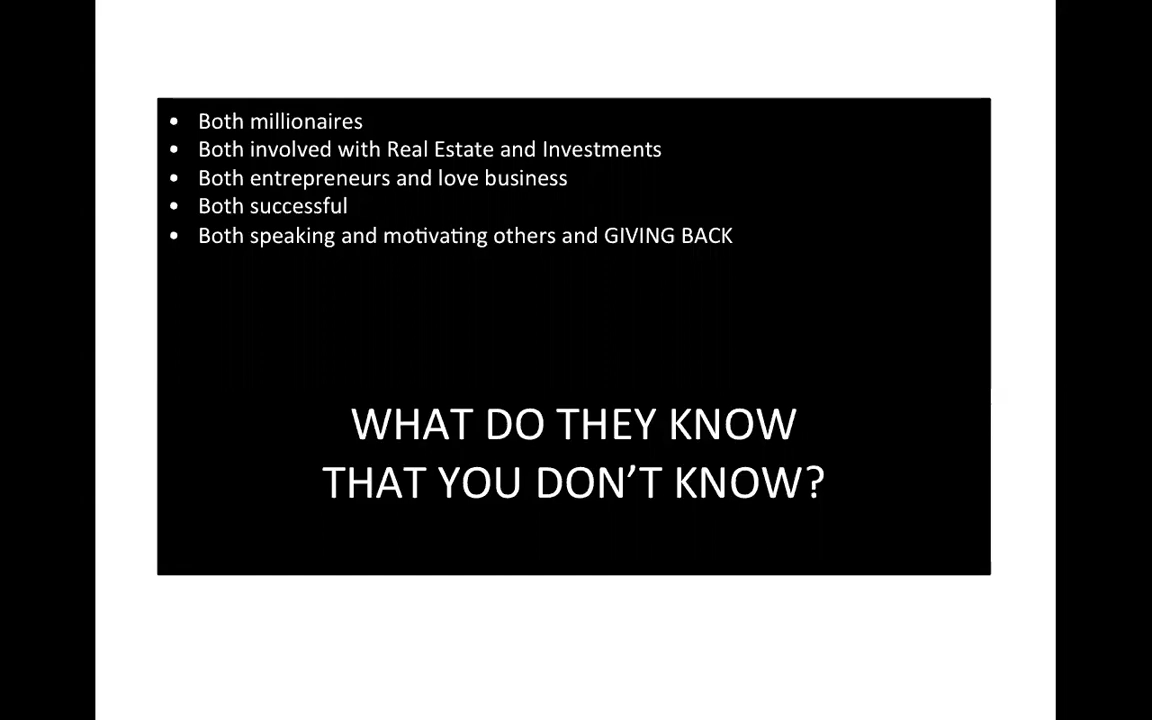 • Both millionaires
• Both involved with Real Estate and Investments
• Both entrepreneurs and love business
• Both successful
• Both speaking and motivating others and GIVING BACK
WHAT DO THEY KNOW
THAT YOU DON’T KNOW?